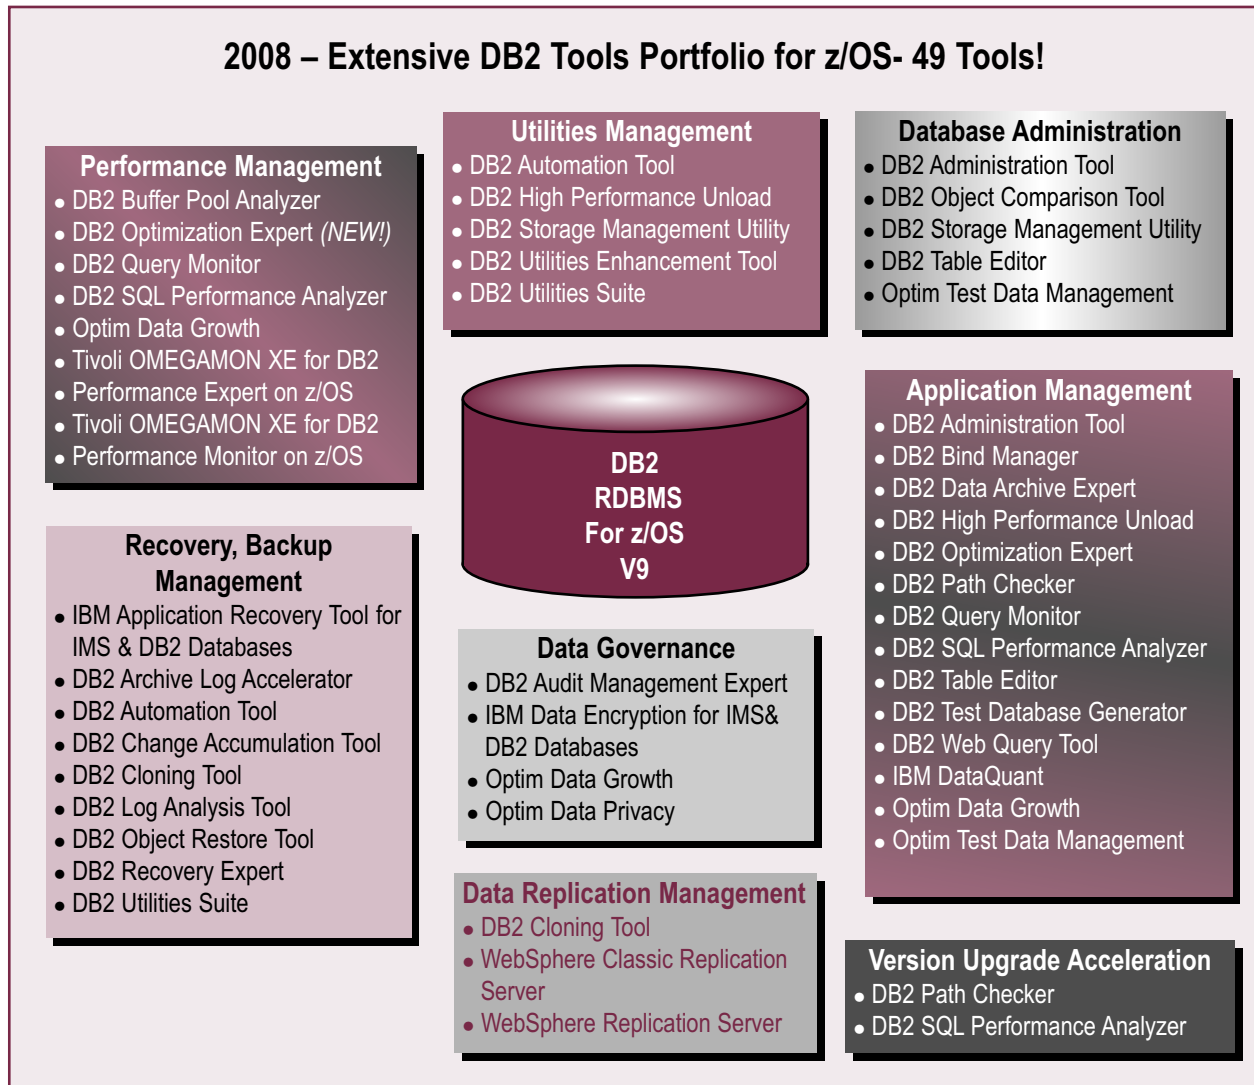 2008 – Extensive DB2 Tools Portfolio for z/OS- 49 Tools!
Performance Management
• DB2 Buffer Pool Analyzer
• DB2 Optimization Expert (NEW!)
• DB2 Query Monitor
• DB2 SQL Performance Analyzer
• Optim Data Growth
• Tivoli OMEGAMON XE for DB2
• Performance Expert on z/OS
• Tivoli OMEGAMON XE for DB2
• Performance Monitor on z/OS
Utilities Management
• DB2 Automation Tool
• DB2 High Performance Unload
• DB2 Storage Management Utility
• DB2 Utilities Enhancement Tool
• DB2 Utilities Suite
Database Administration
• DB2 Administration Tool
• DB2 Object Comparison Tool
• DB2 Storage Management Utility
• DB2 Table Editor
• Optim Test Data Management
DB2
RDBMS
For z/OS
V9
Application Management
• DB2 Administration Tool
• DB2 Bind Manager
• DB2 Data Archive Expert
• DB2 High Performance Unload
• DB2 Optimization Expert
• DB2 Path Checker
• DB2 Query Monitor
• DB2 SQL Performance Analyzer
• DB2 Table Editor
• DB2 Test Database Generator
• DB2 Web Query Tool
• IBM DataQuant
• Optim Data Growth
• Optim Test Data Management
Recovery, Backup
Management
• IBM Application Recovery Tool for
IMS & DB2 Databases
• DB2 Archive Log Accelerator
• DB2 Automation Tool
• DB2 Change Accumulation Tool
• DB2 Cloning Tool
• DB2 Log Analysis Tool
• DB2 Object Restore Tool
• DB2 Recovery Expert
• DB2 Utilities Suite
Data Governance
• DB2 Audit Management Expert
• IBM Data Encryption for IMS&
DB2 Databases
• Optim Data Growth
• Optim Data Privacy
Data Replication Management
• DB2 Cloning Tool
• WebSphere Classic Replication
Server
• WebSphere Replication Server
Version Upgrade Acceleration
• DB2 Path Checker
• DB2 SQL Performance Analyzer